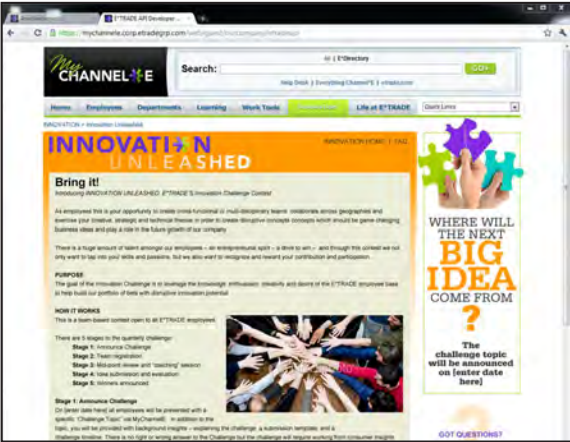 E*TRADE API Developer ...
https://mychannele.corp.etradegrp.com
My
CHANNEL E
Search:
All | E*Directory
GO
Help Desk | Everything Channel*E | etrade.com
Home Employees Departments Learning Work Tools Life at E*TRADE Quick Links
INNOVATION > Innovation Unleashed
INNOVATION
UNLEASHED
INNOVATION HOME | FAQ
Bring it!
Introducing INNOVATION UNLEASHED: E*TRADE'S Innovation Challenge Contest
As employees this is your opportunity to create cross-functional or multi-disciplinary teams, collaborate across geographies and
exercise your creative, strategic and technical finesse in order to create disruptive concepts concepts which should be game changing
business ideas and play a role in the future growth of our company.
There is a huge amount of talent amongst our employees – an entrepreneurial spirit – a drive to win – and through this contest we not
only want to tap into your skills and passions, but we also want to recognize and reward your contribution and participation.
PURPOSE
The goal of the Innovation Challenge is to leverage the knowledge, enthusiasm, creativity and desire of the E*TRADE employee base
to help build our portfolio of bets with disruptive innovation potential.
HOW IT WORKS
This is a team-based contest open to all E*TRADE employees.
There are 5 stages to the quarterly challenge:
Stage 1: Announce Challenge
Stage 2: Team registration
Stage 3: Mid-point review and "coaching" session
Stage 4: Idea submission and evaluation
Stage 5: Winners announced
Stage 1: Announce Challenge
On [enter date here] all employees will be presented with a
specific "Challenge Topic" via MyChannelE. In addition to the
topic, you will be provided with background insights – explaining the challenge, a submission template, and a
challenge timeline. There is no right or wrong answer to the Challenge but the challenge will require working from consumer insights
WHERE WILL
THE NEXT
BIG
IDEA
COME FROM
?
The
challenge topic
will be announced
on [enter date
here]
?
GOT QUESTIONS?